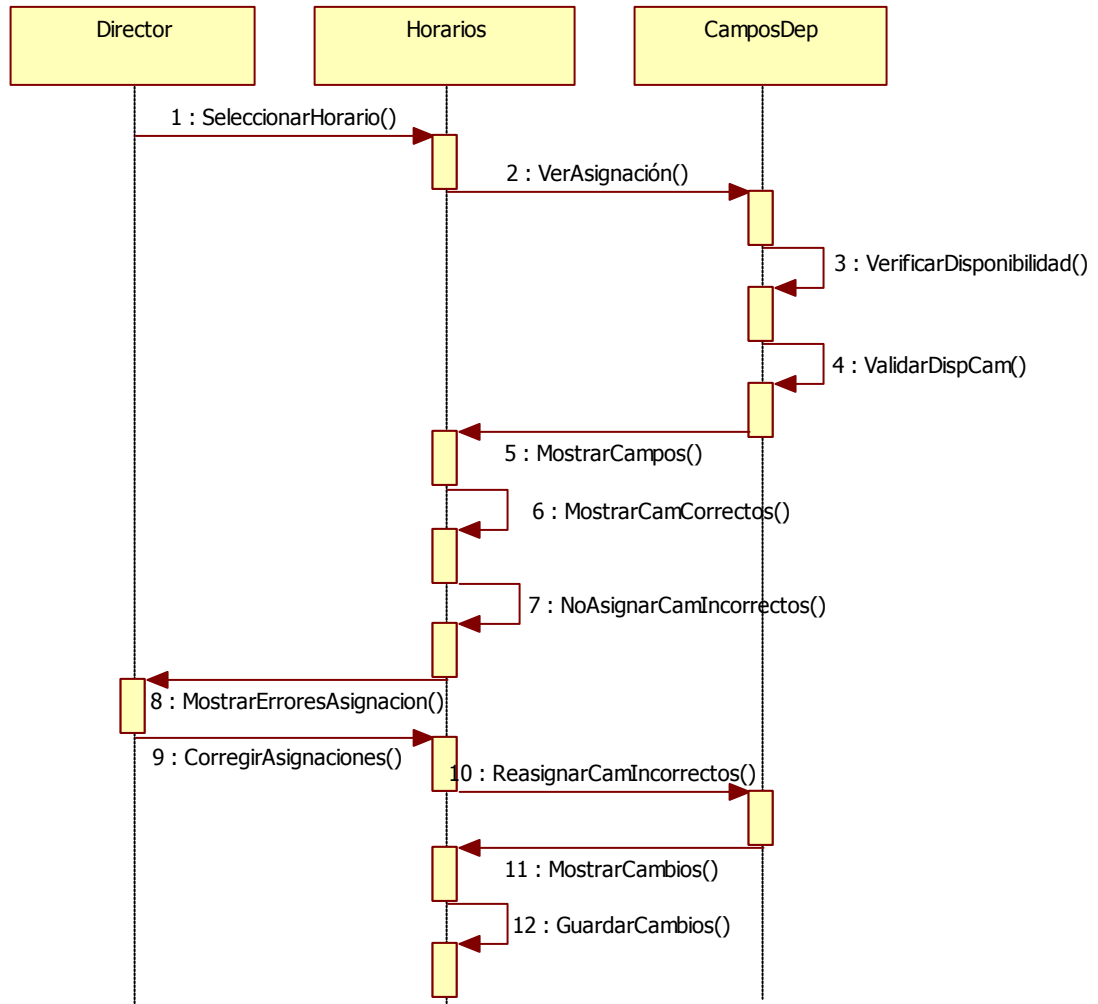 Director
Horarios
CamposDep
1 : SeleccionarHorario()
2 : VerAsignación()
3 : VerificarDisponibilidad()
4 : ValidarDispCam()
5 : MostrarCampos()
6 : MostrarCamCorrectos()
7 : NoAsignarCamIncorrectos()
8 : MostrarErroresAsignacion()
9 : CorregirAsignaciones()
10 : ReasignarCamIncorrectos()
11 : MostrarCambios()
12 : GuardarCambios()